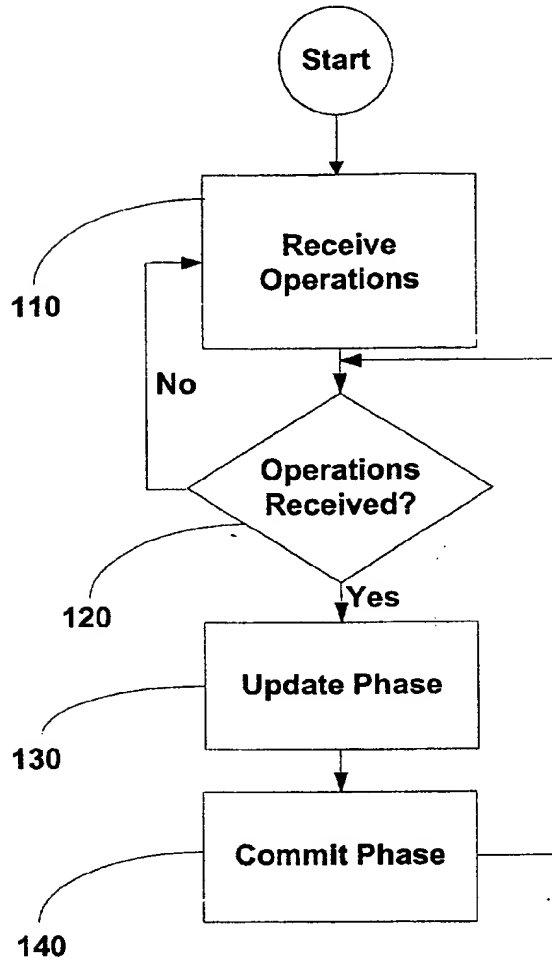 Start
Receive
Operations
110
No
Operations
Received?
120
Yes
Update Phase
130
Commit Phase
140